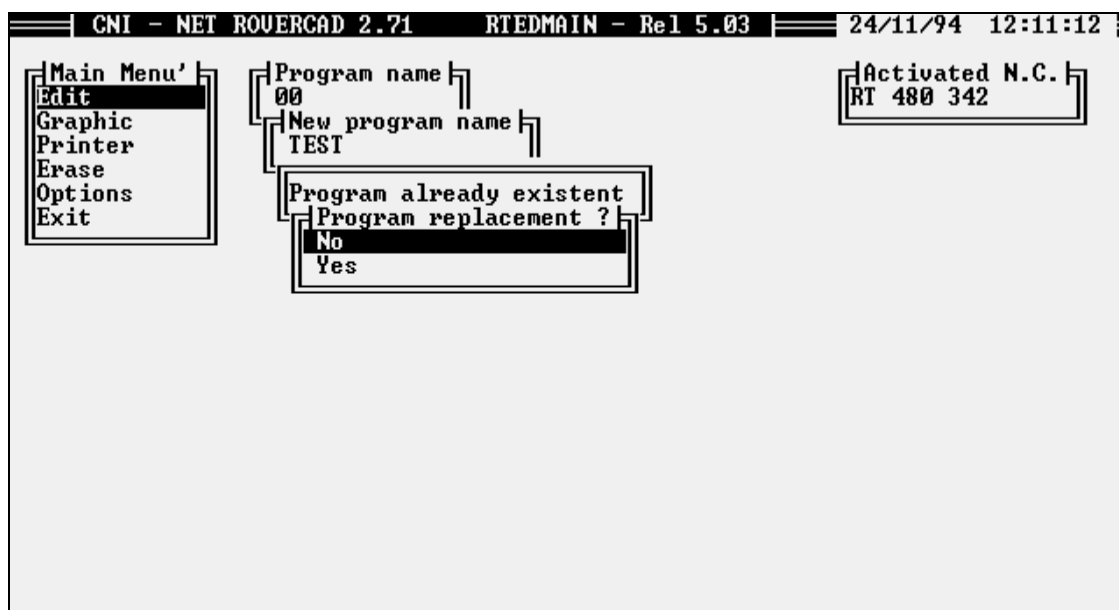 CNI - NET ROVERCAD 2.71 RTEDMAIN - Rel 5.03 24/11/94 12:11:12
Main Menu'
Edit
Graphic
Printer
Erase
Options
Exit
Program name
00
New program name
TEST
Program already existent
Program replacement ?
No
Yes
Activated N.C.
RT 480 342